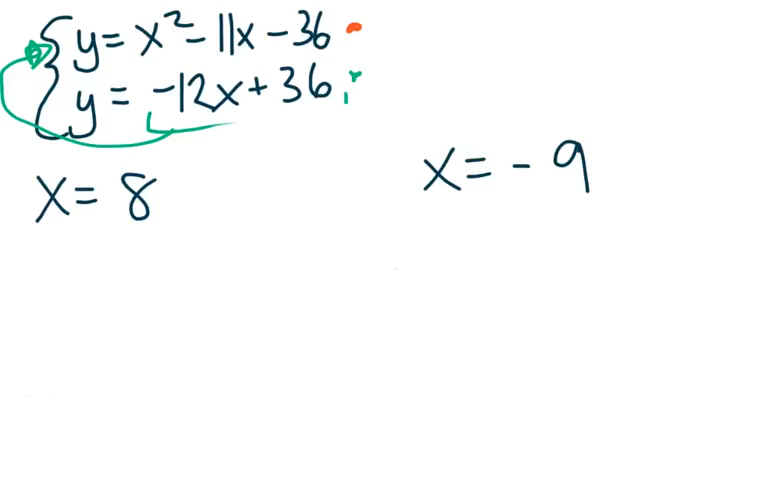 y = x² - 11x - 36
y = -12x + 36
x = 8
x = -9